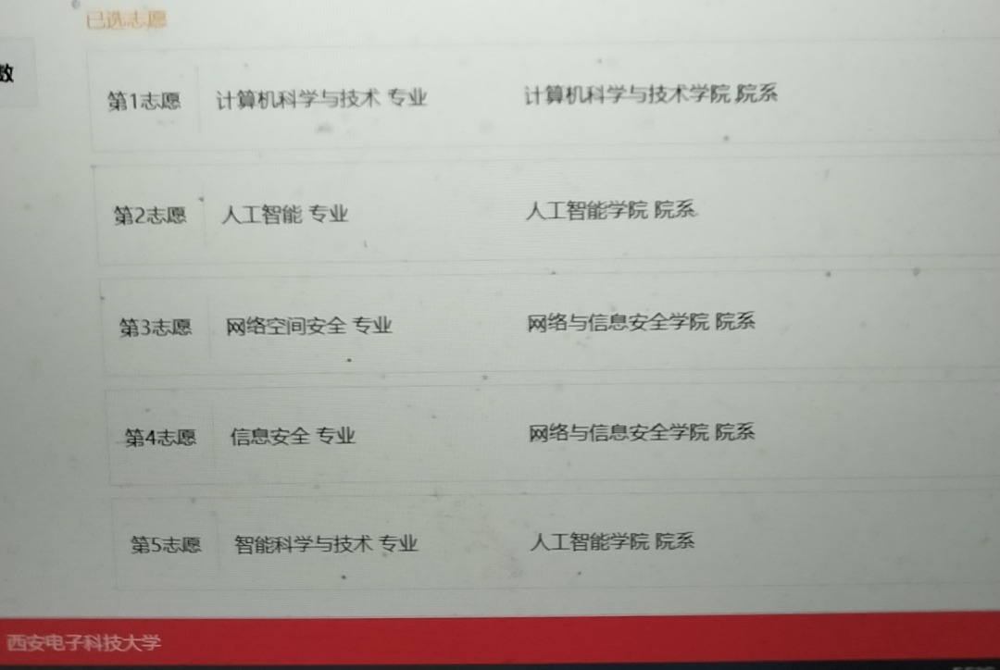 已选志愿
数
第1志愿 计算机科学与技术 专业 计算机科学与技术学院 院系
第2志愿 人工智能 专业 人工智能学院 院系
第3志愿 网络空间安全 专业 网络与信息安全学院 院系
第4志愿 信息安全 专业 网络与信息安全学院 院系
第5志愿 智能科学与技术 专业 人工智能学院 院系
西安电子科技大学